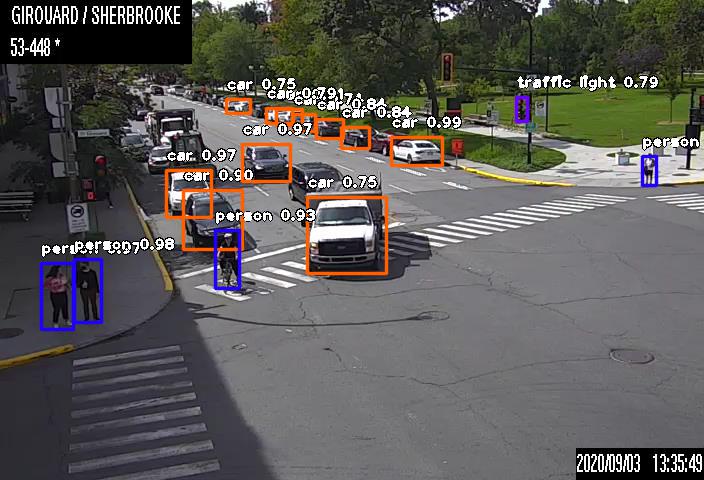 GIROUARD / SHERBROOKE
53-448 *
car 0.75
car 0.84
car 0.99
traffic light 0.79
car 0.97
person
car 0.97
car 0.90
car 0.75
person 0.93
person 0.98
2020/09/03 13:35:49